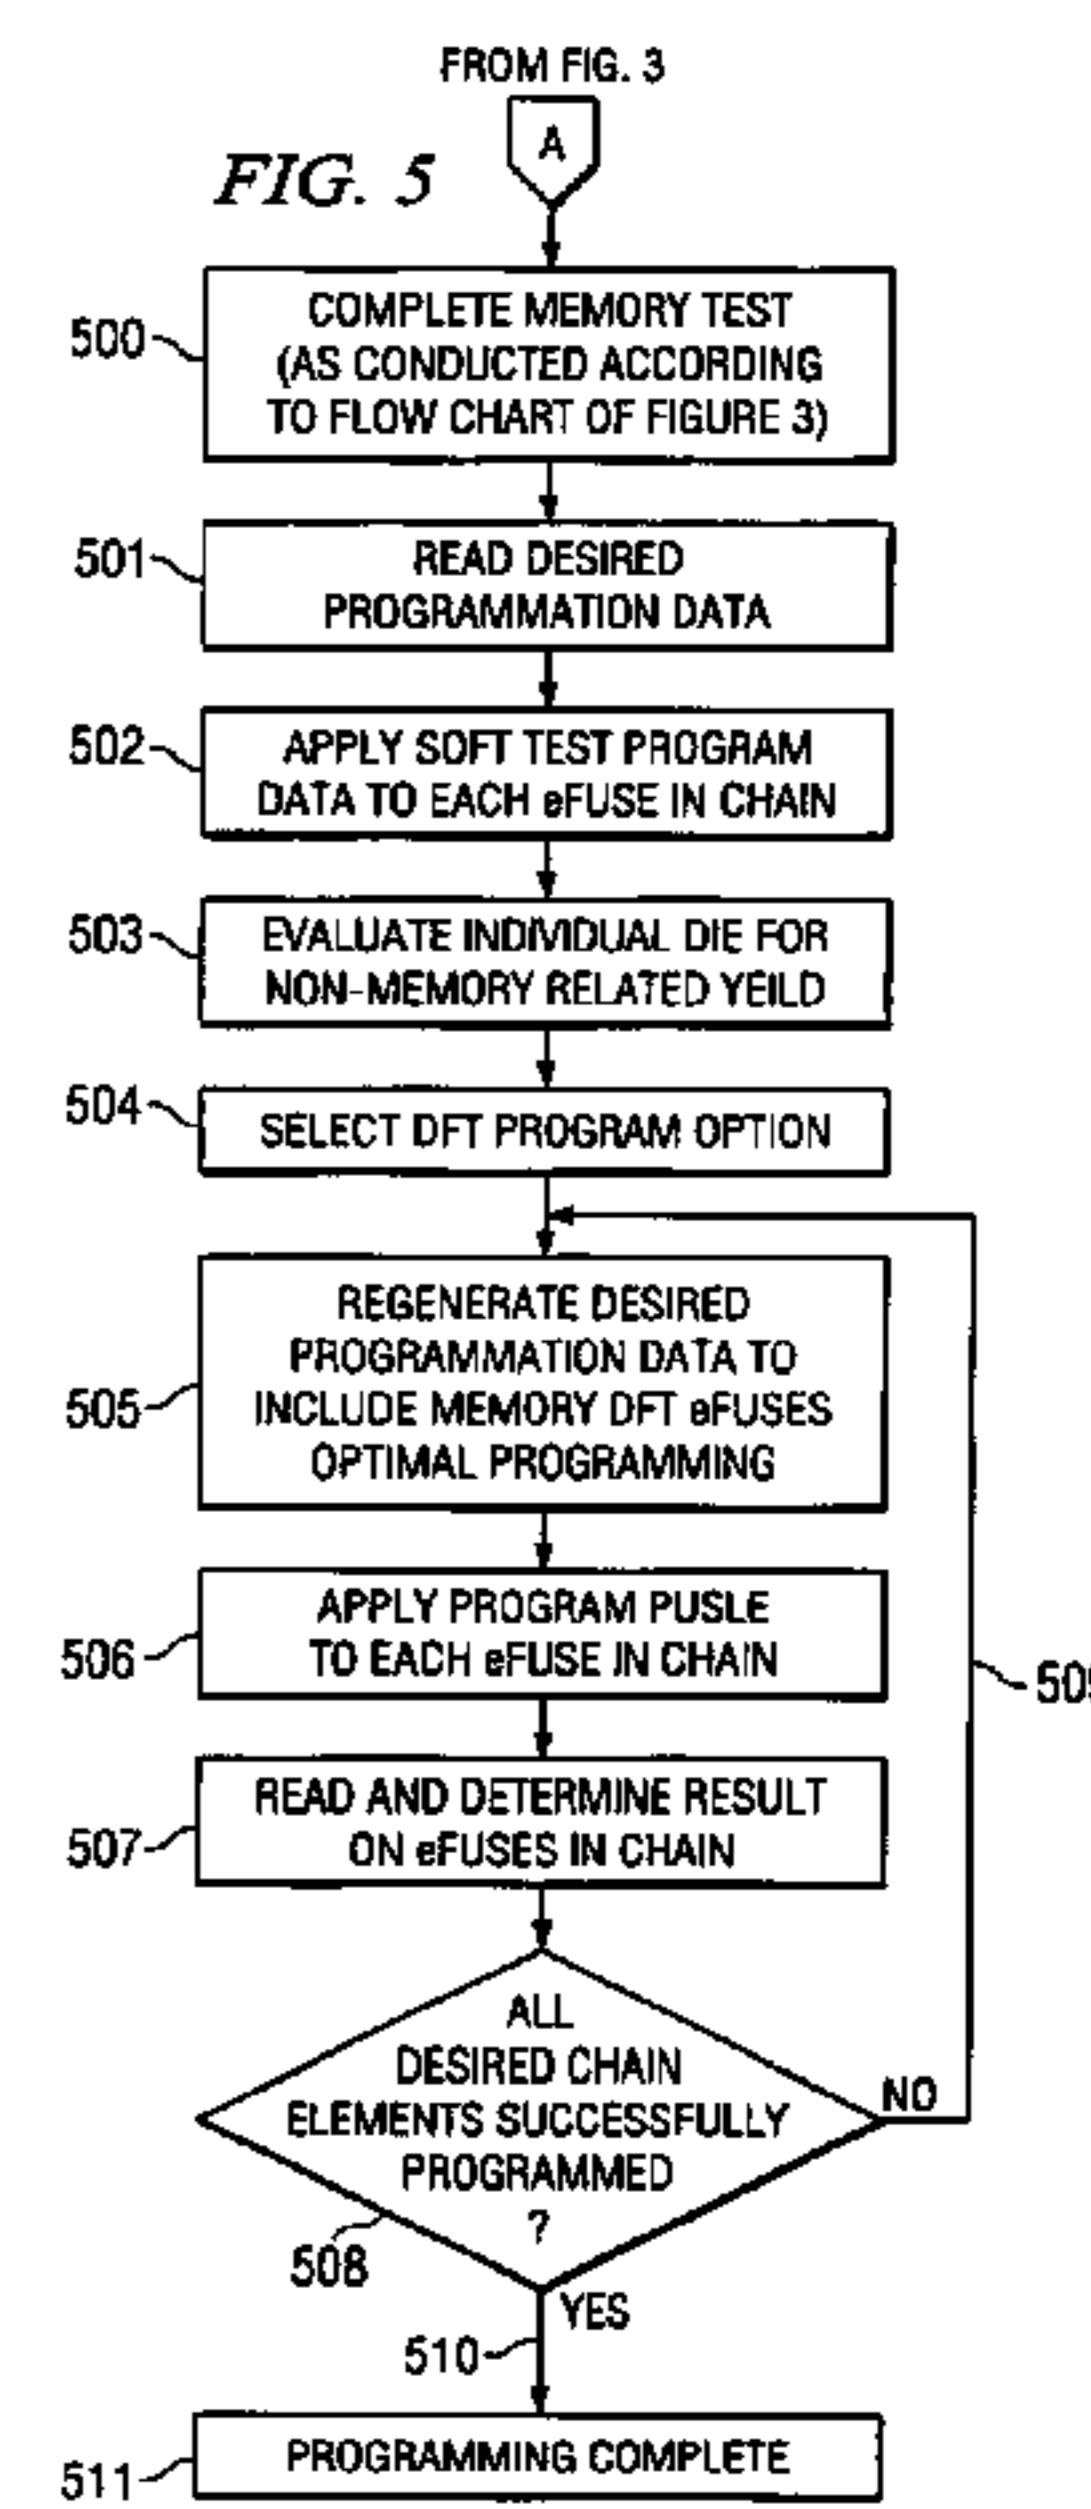 FROM FIG. 3
A
FIG. 5
500
COMPLETE MEMORY TEST
(AS CONDUCTED ACCORDING
TO FLOW CHART OF FIGURE 3)
501
READ DESIRED
PROGRAMMATION DATA
502
APPLY SOFT TEST PROGRAM
DATA TO EACH eFUSE IN CHAIN
503
EVALUATE INDIVIDUAL DIE FOR
NON-MEMORY RELATED YEILD
504
SELECT DFT PROGRAM OPTION
505
REGENERATE DESIRED
PROGRAMMATION DATA TO
INCLUDE MEMORY DFT eFUSES
OPTIMAL PROGRAMMING
506
APPLY PROGRAM PUSLE
TO EACH eFUSE IN CHAIN
507
READ AND DETERMINE RESULT
ON eFUSES IN CHAIN
ALL
DESIRED CHAIN
ELEMENTS SUCCESSFULLY
PROGRAMMED
?
508
NO
YES
510
511
PROGRAMMING COMPLETE